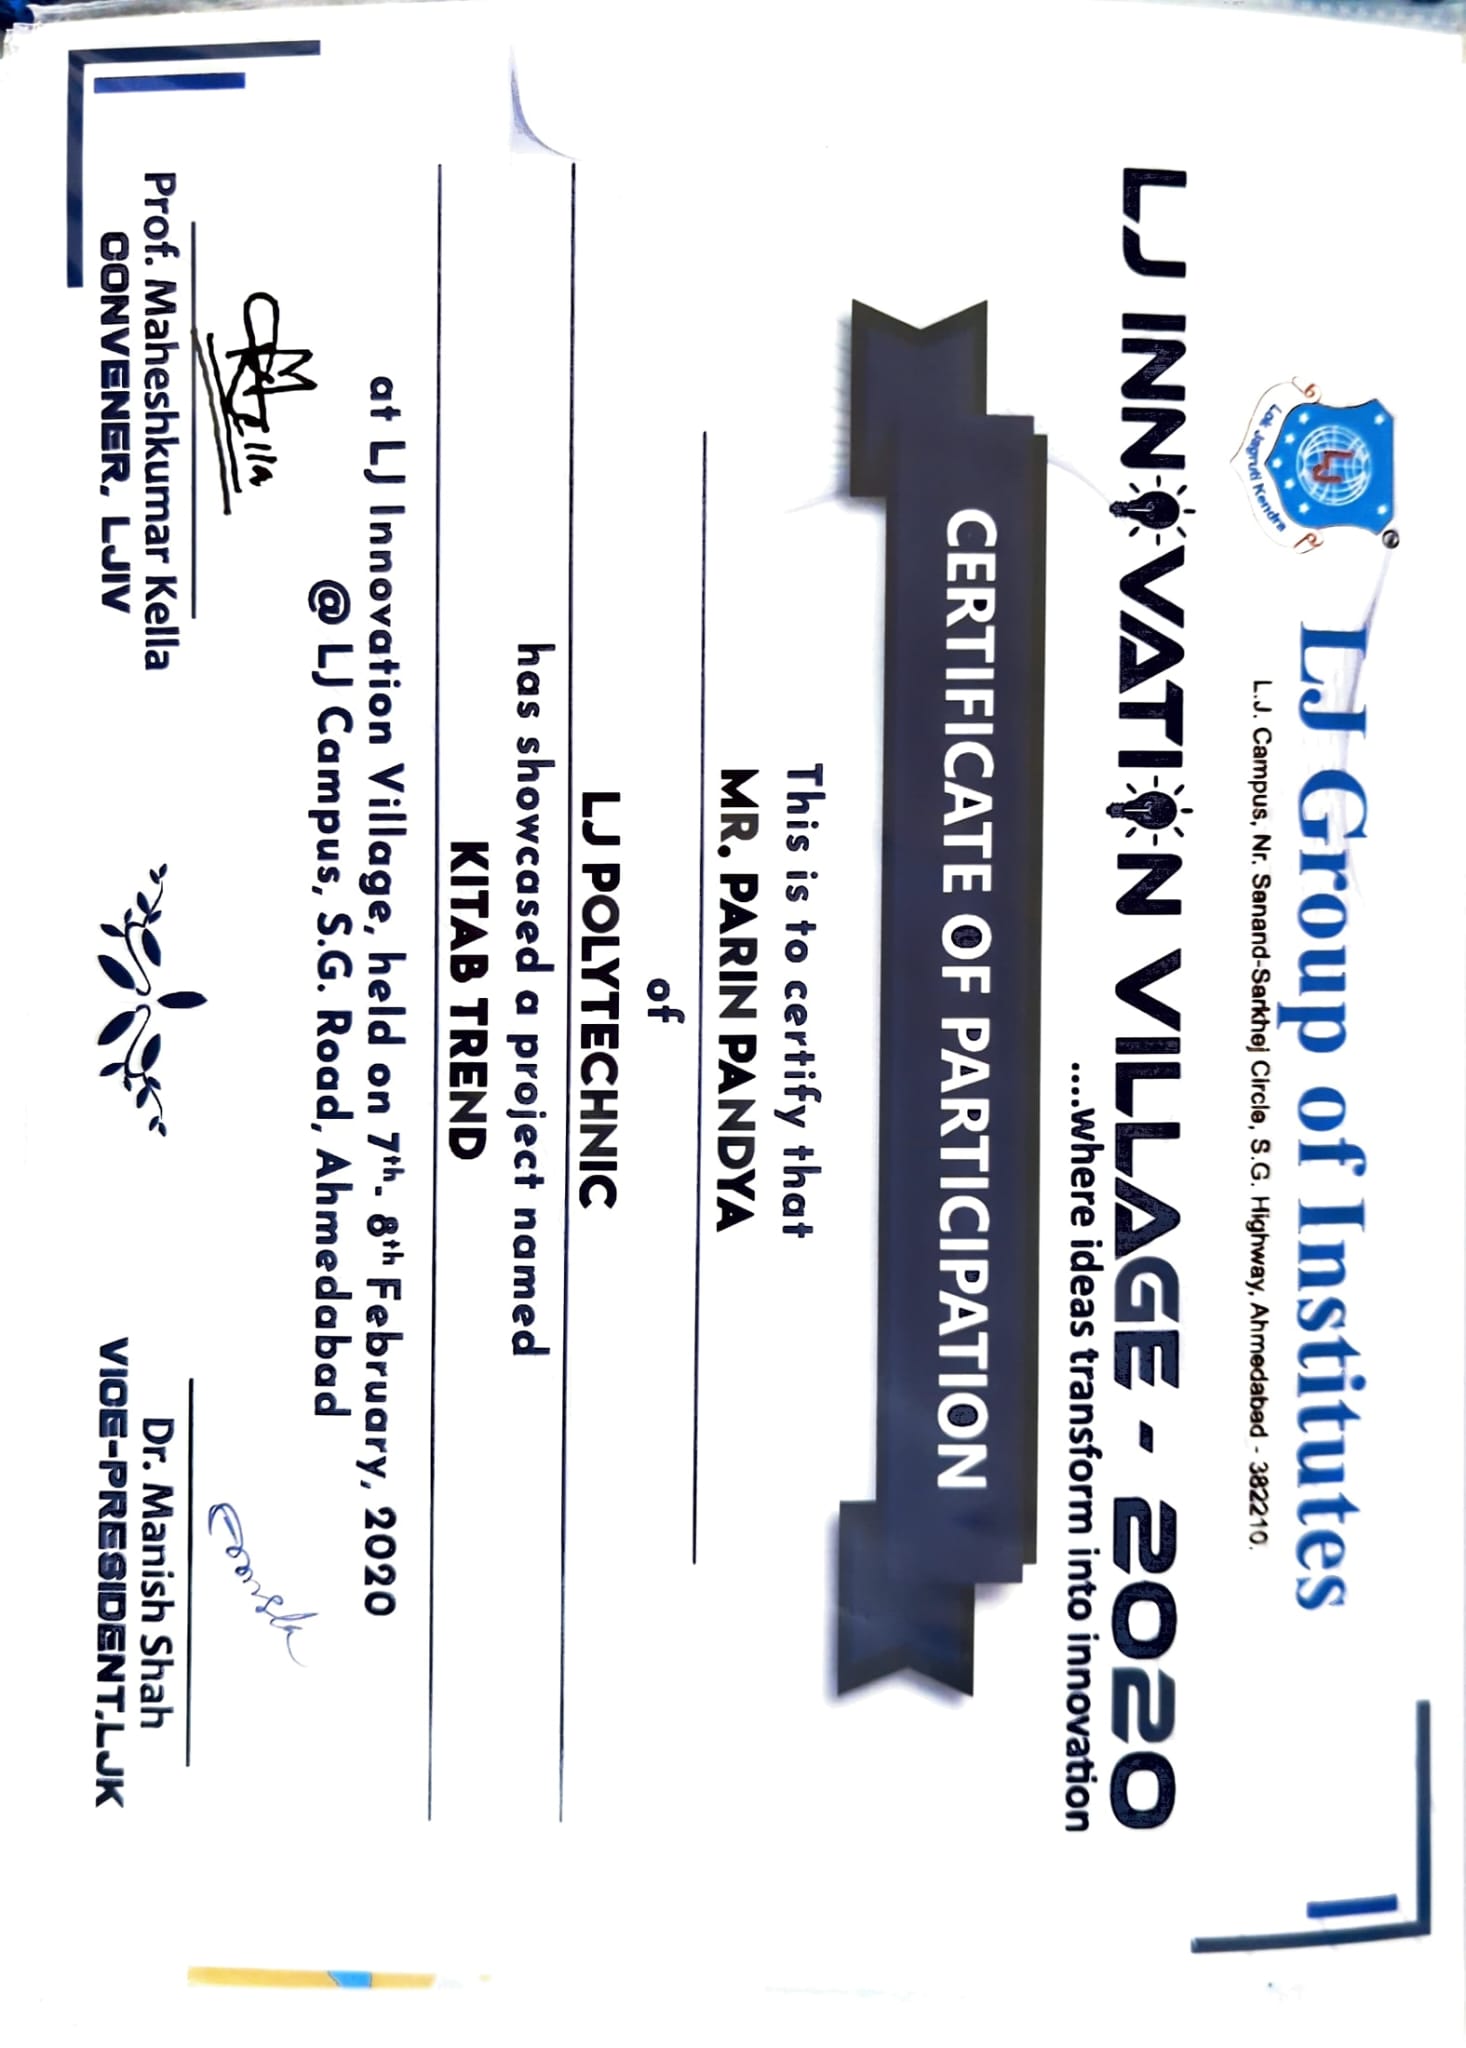 LJ
Lok Jagruti Kendra
LJ Group of Institutes
L.J. Campus, Nr. Sanand-Sarkhej Circle, S.G. Highway, Ahmedabad - 382210.
LJ INNOVATION VILLAGE - 2020
....where ideas transform into innovation
CERTIFICATE OF PARTICIPATION
This is to certify that
MR. PARIN PANDYA
of
LJ POLYTECHNIC
has showcased a project named
KITAB TREND
at LJ Innovation Village, held on 7th- 8th February, 2020
@ LJ Campus, S.G. Road, Ahmedabad
Prof. Maheshkumar Kella
CONVENER, LJIV
Dr. Manish Shah
VICE-PRESIDENT,LJK